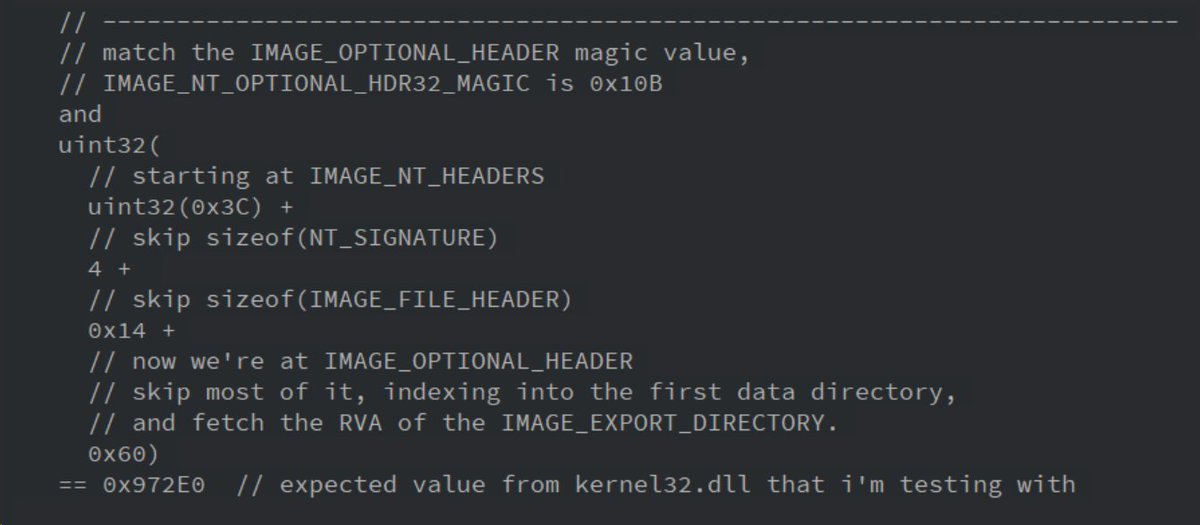 // -------------------------------------------------------------------------
// match the IMAGE_OPTIONAL_HEADER magic value,
// IMAGE_NT_OPTIONAL_HDR32_MAGIC is 0x10B
and
uint32(
// starting at IMAGE_NT_HEADERS
uint32(0x3C) +
// skip sizeof(NT_SIGNATURE)
4 +
// skip sizeof(IMAGE_FILE_HEADER)
0x14 +
// now we're at IMAGE_OPTIONAL_HEADER
// skip most of it, indexing into the first data directory,
// and fetch the RVA of the IMAGE_EXPORT_DIRECTORY.
0x60)
== 0x972E0  // expected value from kernel32.dll that i'm testing with